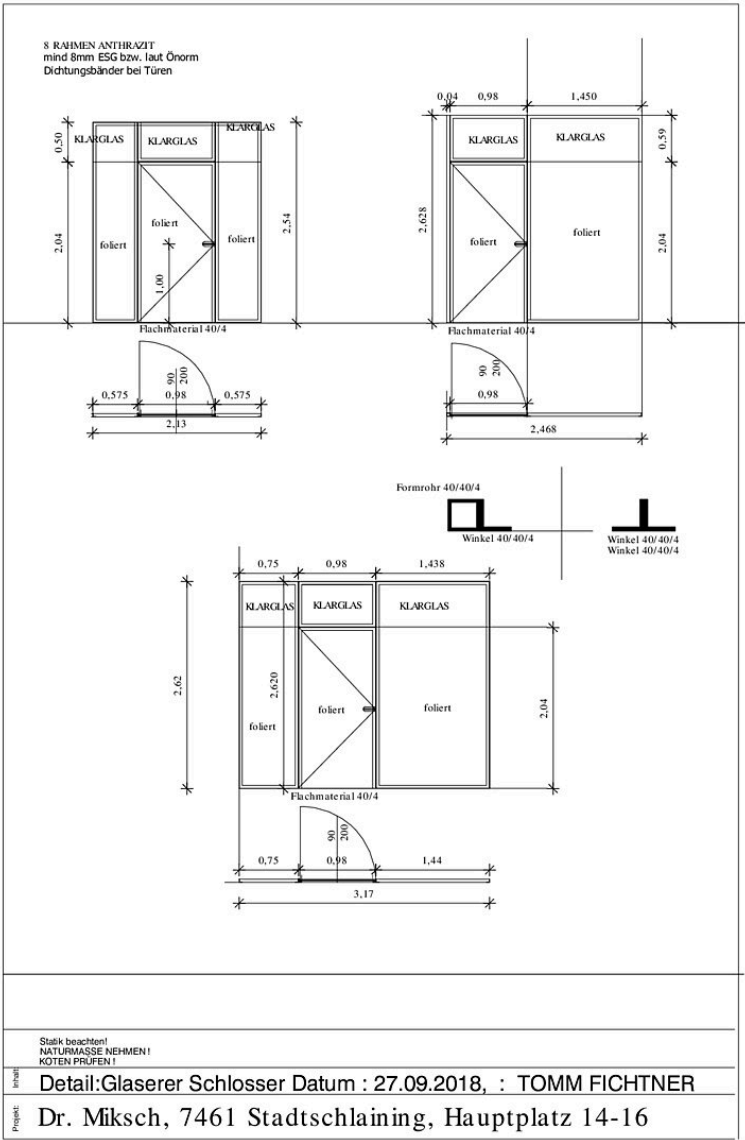 8 RAHMEN ANTHRAZIT
mind 8mm ESG bzw. laut Önorm
Dichtungsbänder bei Türen
KLARGLAS
KLARGLAS
KLARGLAS
0,50
2,04
foliert
foliert
foliert
1,00
2,54
Flachmaterial 40/4
90
200
0,575
0,98
0,575
2,13
0,04
0,98
1,450
KLARGLAS
KLARGLAS
0,59
2,628
foliert
foliert
2,04
Flachmaterial 40/4
90
200
0,98
2,468
Formrohr 40/40/4
Winkel 40/40/4
Winkel 40/40/4
Winkel 40/40/4
0,75
0,98
1,438
KLARGLAS
KLARGLAS
KLARGLAS
2,62
2,620
foliert
foliert
foliert
2,04
Flachmaterial 40/4
90
200
0,75
0,98
1,44
3,17
Statik beachten!
NATURMASSE NEHMEN !
KOTEN PRÜFEN !
Inhalt:
Detail:Glaserer Schlosser Datum : 27.09.2018, : TOMM FICHTNER
Projekt:
Dr. Miksch, 7461 Stadtschlaining, Hauptplatz 14-16